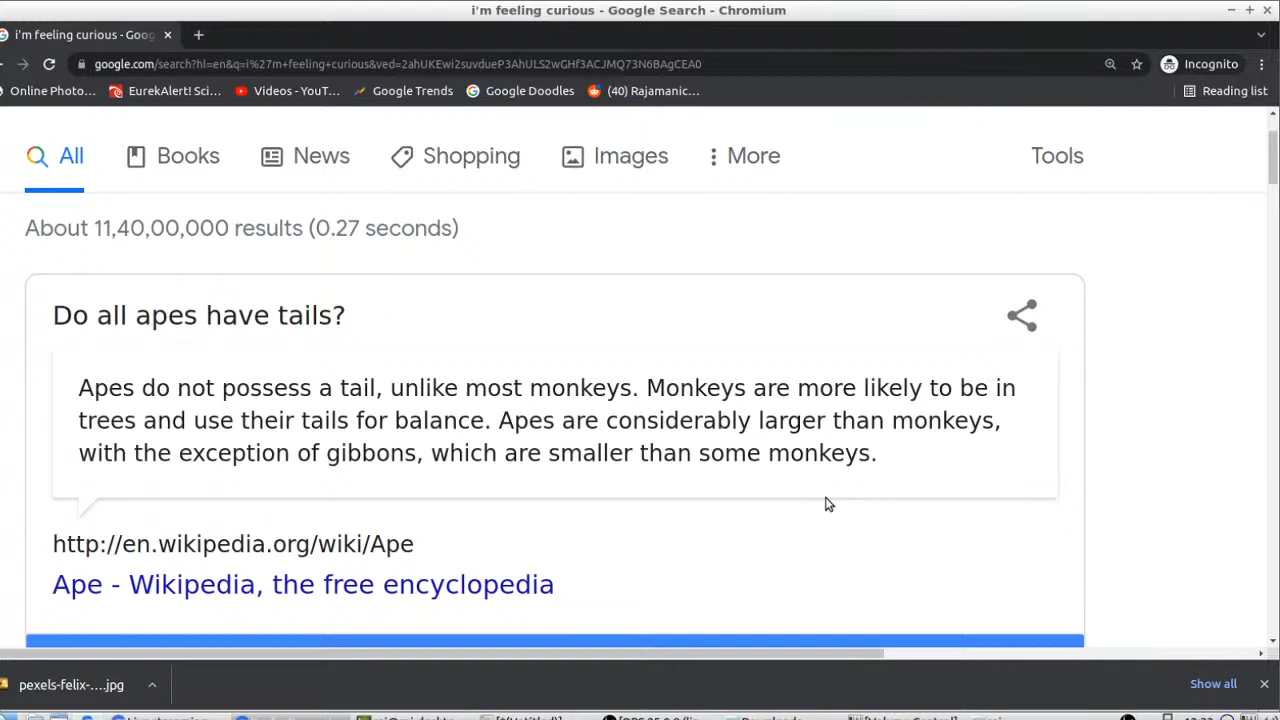 i'm feeling curious - Google Search - Chromium
i'm feeling curious - Goog
google.com/search?hl=en&q=i%27m+feeling+curious&ved=2ahUKEwi2suvdueP3AhULS2wGHf3ACJMQ73N6BAgCEA0 Incognito
Online Photo… EurekAlert! Sci… Videos - YouT… Google Trends Google Doodles (40) Rajamanic… Reading list
All Books News Shopping Images More Tools
About 11,40,00,000 results (0.27 seconds)
Do all apes have tails?
Apes do not possess a tail, unlike most monkeys. Monkeys are more likely to be in
trees and use their tails for balance. Apes are considerably larger than monkeys,
with the exception of gibbons, which are smaller than some monkeys.
http://en.wikipedia.org/wiki/Ape
Ape - Wikipedia, the free encyclopedia
pexels-felix-....jpg Show all